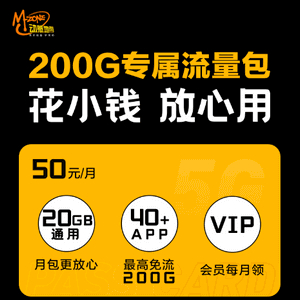 M-ZONE
动感地带
200G专属流量包
花小钱 放心用
50元/月
5G
20GB
通用
40+
APP
VIP
月包更放心
最高免流
200G
会员每月领